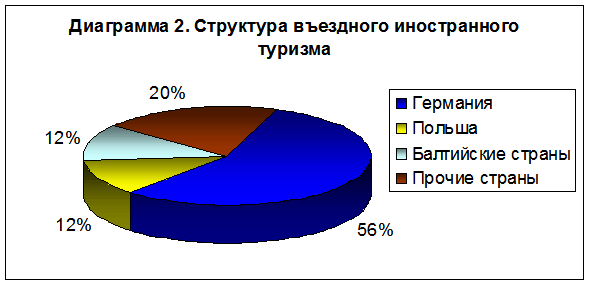 Диаграмма 2. Структура въездного иностранного
туризма
20%
12%
12%
56%
Германия
Польша
Балтийские страны
Прочие страны